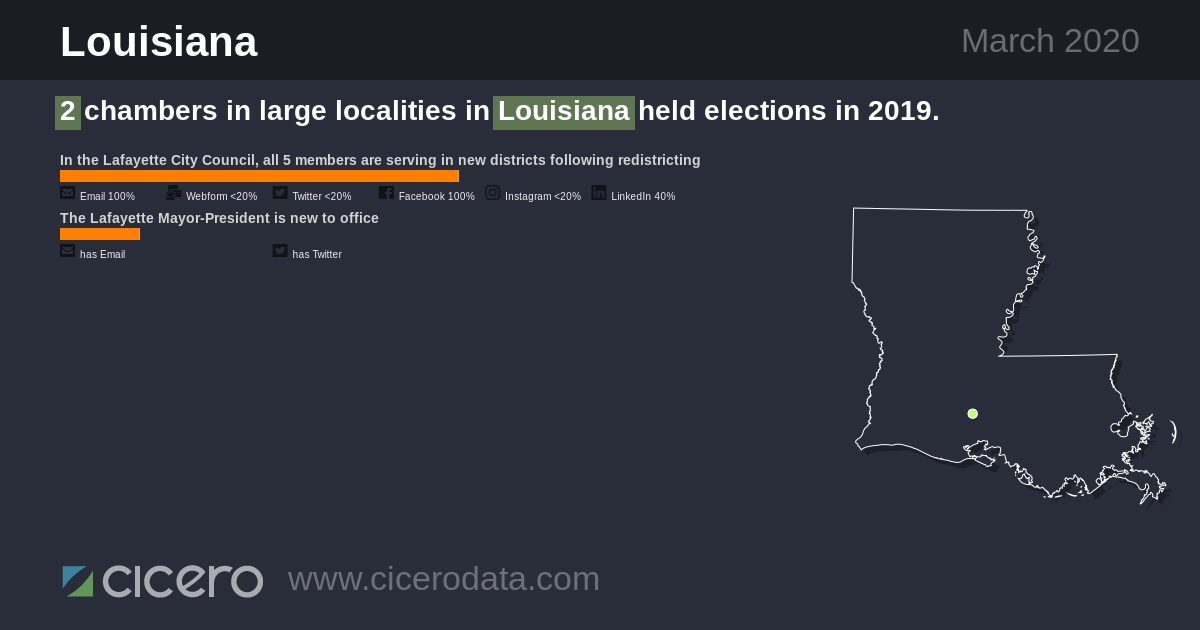 Louisiana
March 2020
2 chambers in large localities in Louisiana held elections in 2019.
In the Lafayette City Council, all 5 members are serving in new districts following redistricting
Email 100% Webform <20% Twitter <20% Facebook 100% Instagram <20% LinkedIn 40%
The Lafayette Mayor-President is new to office
has Email has Twitter
cicero www.cicerodata.com